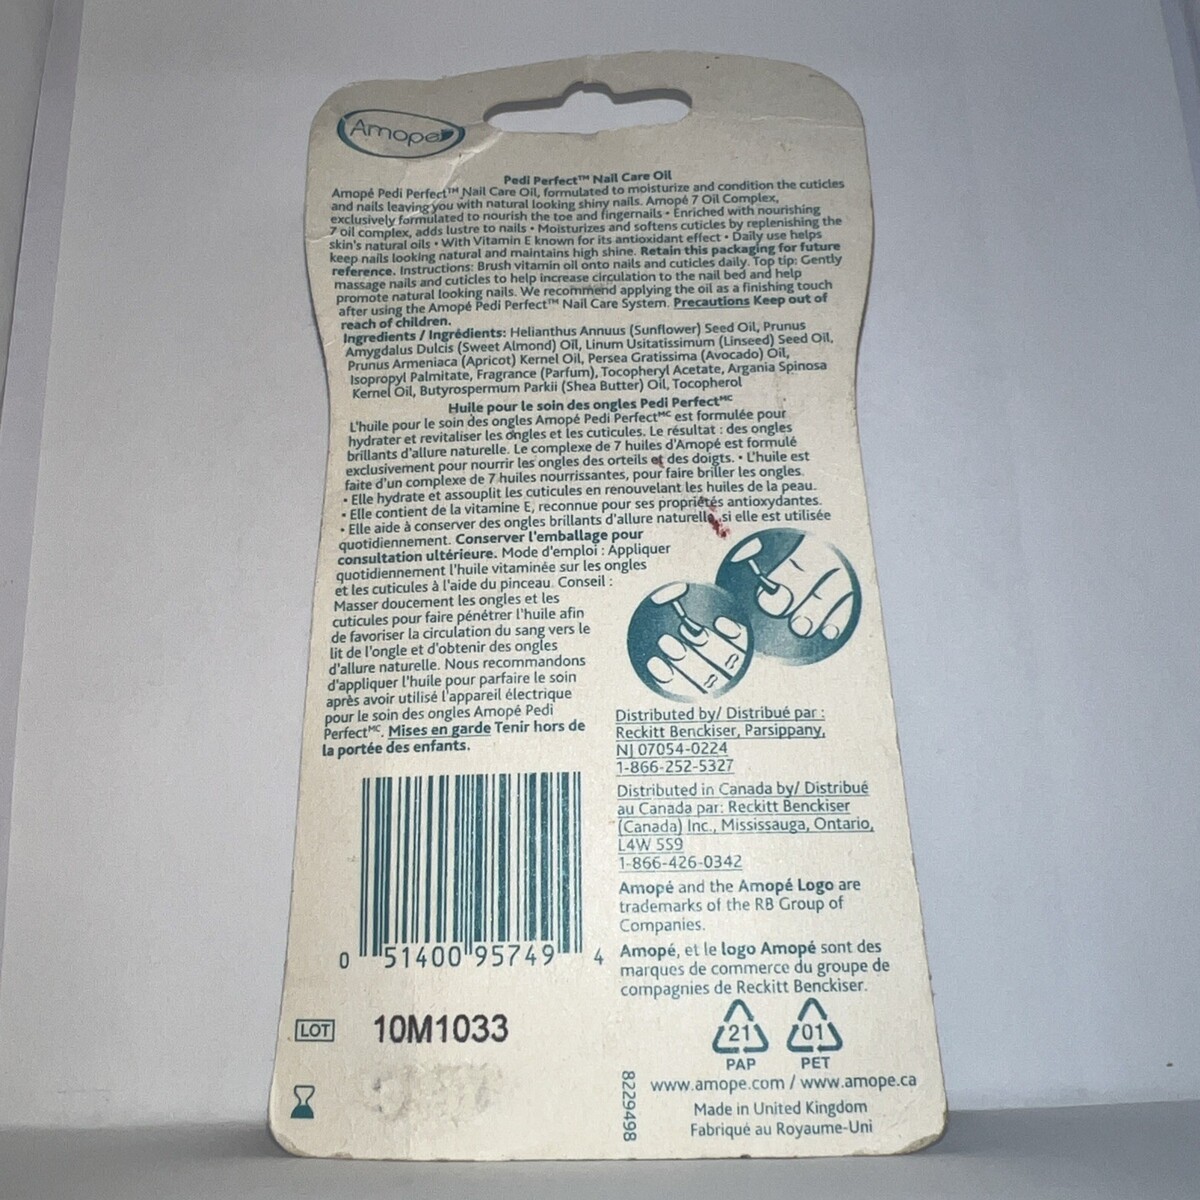 Amopé
Pedi Perfect™ Nail Care Oil
Amopé Pedi Perfect™ Nail Care Oil, formulated to moisturize and condition the cuticles
and nails leaving you with natural looking shiny nails. Amopé 7 Oil Complex,
exclusively formulated to nourish the toe and fingernails • Enriched with nourishing
7 oil complex, adds lustre to nails • Moisturizes and softens cuticles by replenishing the
skin's natural oils • With Vitamin E known for its antioxidant effect • Daily use helps
keep nails looking natural and maintains high shine. Retain this packaging for future
reference. Instructions: Brush vitamin oil onto nails and cuticles daily. Top tip: Gently
massage nails and cuticles to help increase circulation to the nail bed and help
promote natural looking nails. We recommend applying the oil as a finishing touch
after using the Amopé Pedi Perfect™ Nail Care System. Precautions Keep out of
reach of children.
Ingredients / Ingrédients: Helianthus Annuus (Sunflower) Seed Oil, Prunus
Amygdalus Dulcis (Sweet Almond) Oil, Linum Usitatissimum (Linseed) Seed Oil,
Prunus Armeniaca (Apricot) Kernel Oil, Persea Gratissima (Avocado) Oil,
Isopropyl Palmitate, Fragrance (Parfum), Tocopheryl Acetate, Argania Spinosa
Kernel Oil, Butyrospermum Parkii (Shea Butter) Oil, Tocopherol
Huile pour le soin des ongles Pedi Perfect MC
L'huile pour le soin des ongles Amopé Pedi Perfect MC est formulée pour
hydrater et revitaliser les ongles et les cuticules. Le résultat : des ongles
brillants d'allure naturelle. Le complexe de 7 huiles d'Amopé est formulé
exclusivement pour nourrir les ongles des orteils et des doigts. • L'huile est
faite d'un complexe de 7 huiles nourrissantes, pour faire briller les ongles.
• Elle hydrate et assouplit les cuticules en renouvelant les huiles de la peau.
• Elle contient de la vitamine E, reconnue pour ses propriétés antioxydantes.
• Elle aide à conserver des ongles brillants d'allure naturelle, si elle est utilisée
quotidiennement. Conserver l'emballage pour
consultation ultérieure. Mode d'emploi : Appliquer
quotidiennement l'huile vitaminée sur les ongles
et les cuticules à l'aide du pinceau. Conseil :
Masser doucement les ongles et les
cuticules pour faire pénétrer l'huile afin
de favoriser la circulation du sang vers le
lit de l'ongle et d'obtenir des ongles
d'allure naturelle. Nous recommandons
d'appliquer l'huile pour parfaire le soin
après avoir utilisé l'appareil électrique
pour le soin des ongles Amopé Pedi
Perfect MC. Mises en garde Tenir hors de
la portée des enfants.
Distributed by/ Distribué par :
Reckitt Benckiser, Parsippany,
NJ 07054-0224
1-866-252-5327
Distributed in Canada by/ Distribué
au Canada par: Reckitt Benckiser
(Canada) Inc., Mississauga, Ontario,
L4W 5S9
1-866-426-0342
Amopé and the Amopé Logo are
trademarks of the RB Group of
Companies.
Amopé, et le logo Amopé sont des
marques de commerce du groupe de
compagnies de Reckitt Benckiser.
0 51400 95749 4
LOT 10M1033
21 01
PAP PET
www.amope.com / www.amope.ca
Made in United Kingdom
Fabriqué au Royaume-Uni
8229498